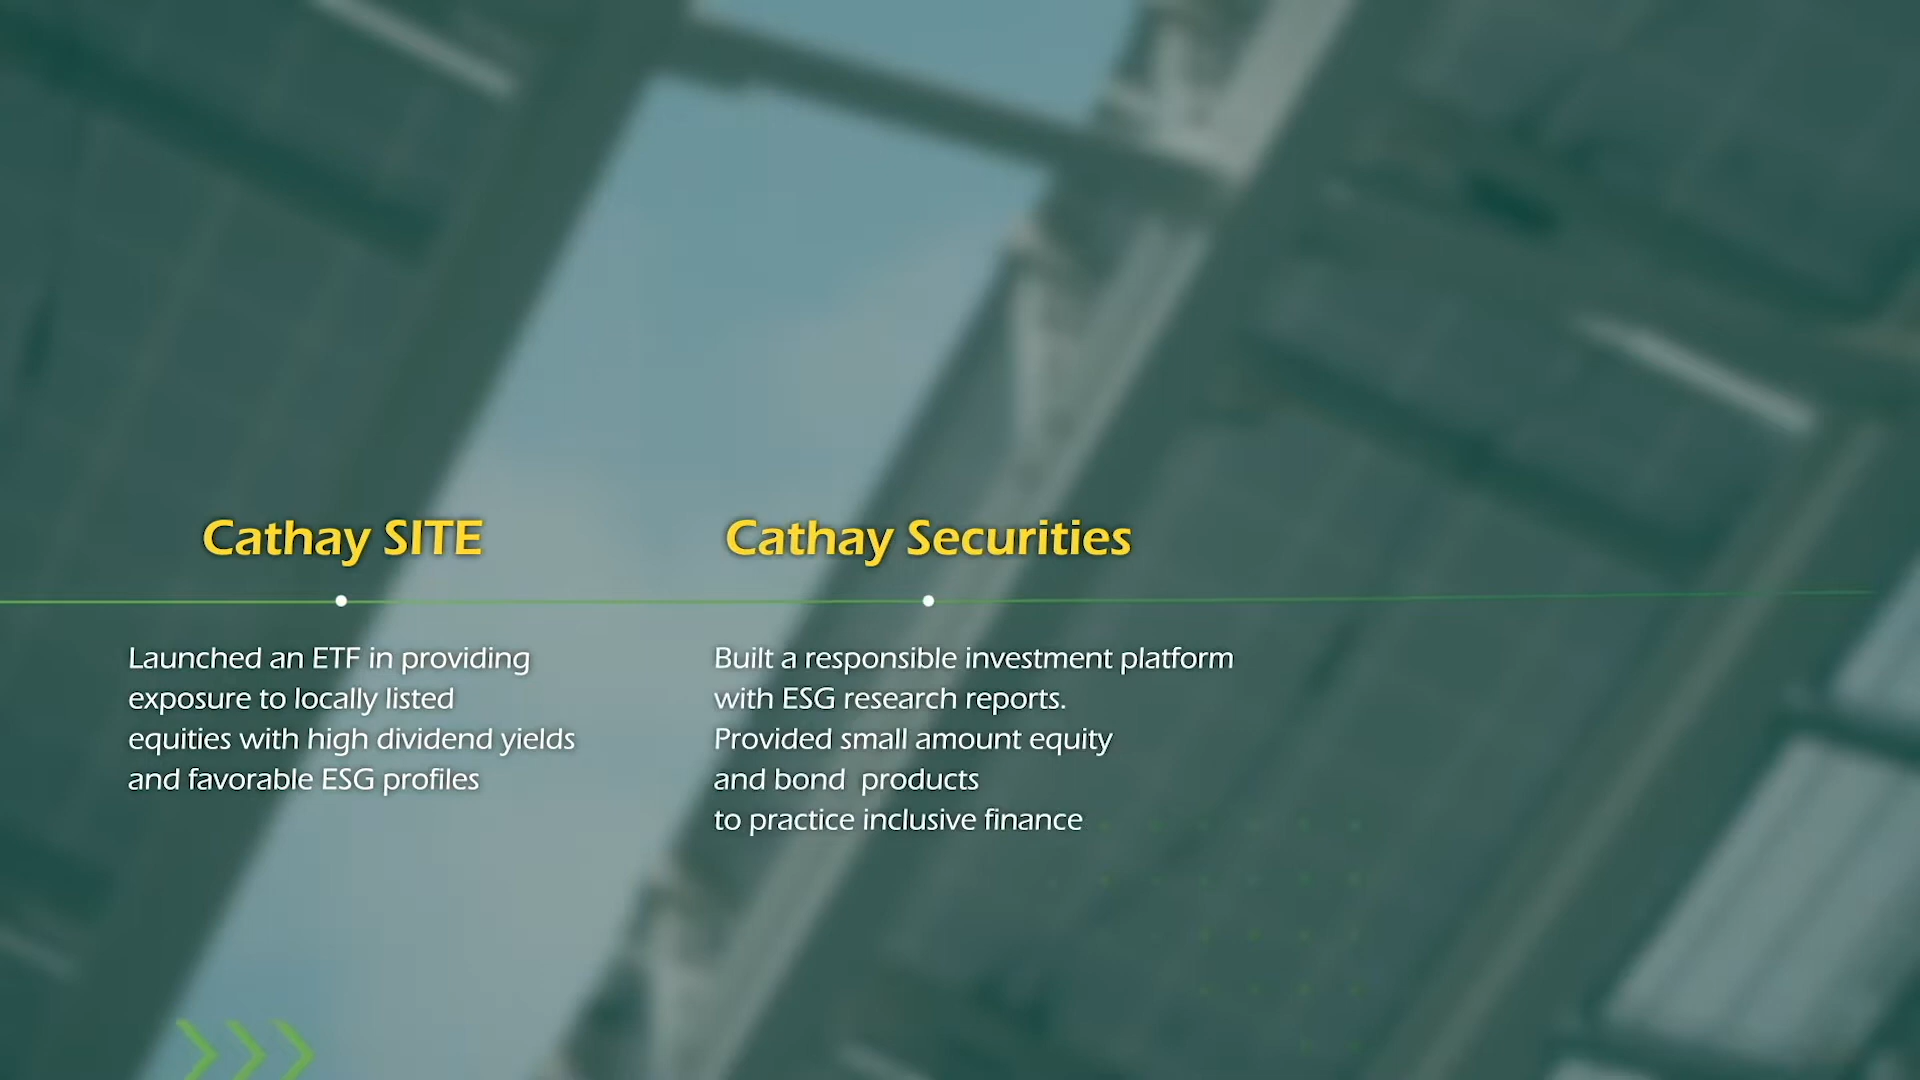 Cathay SITE
Launched an ETF in providing
exposure to locally listed
equities with high dividend yields
and favorable ESG profiles
Cathay Securities
Built a responsible investment platform
with ESG research reports.
Provided small amount equity
and bond  products
to practice inclusive finance